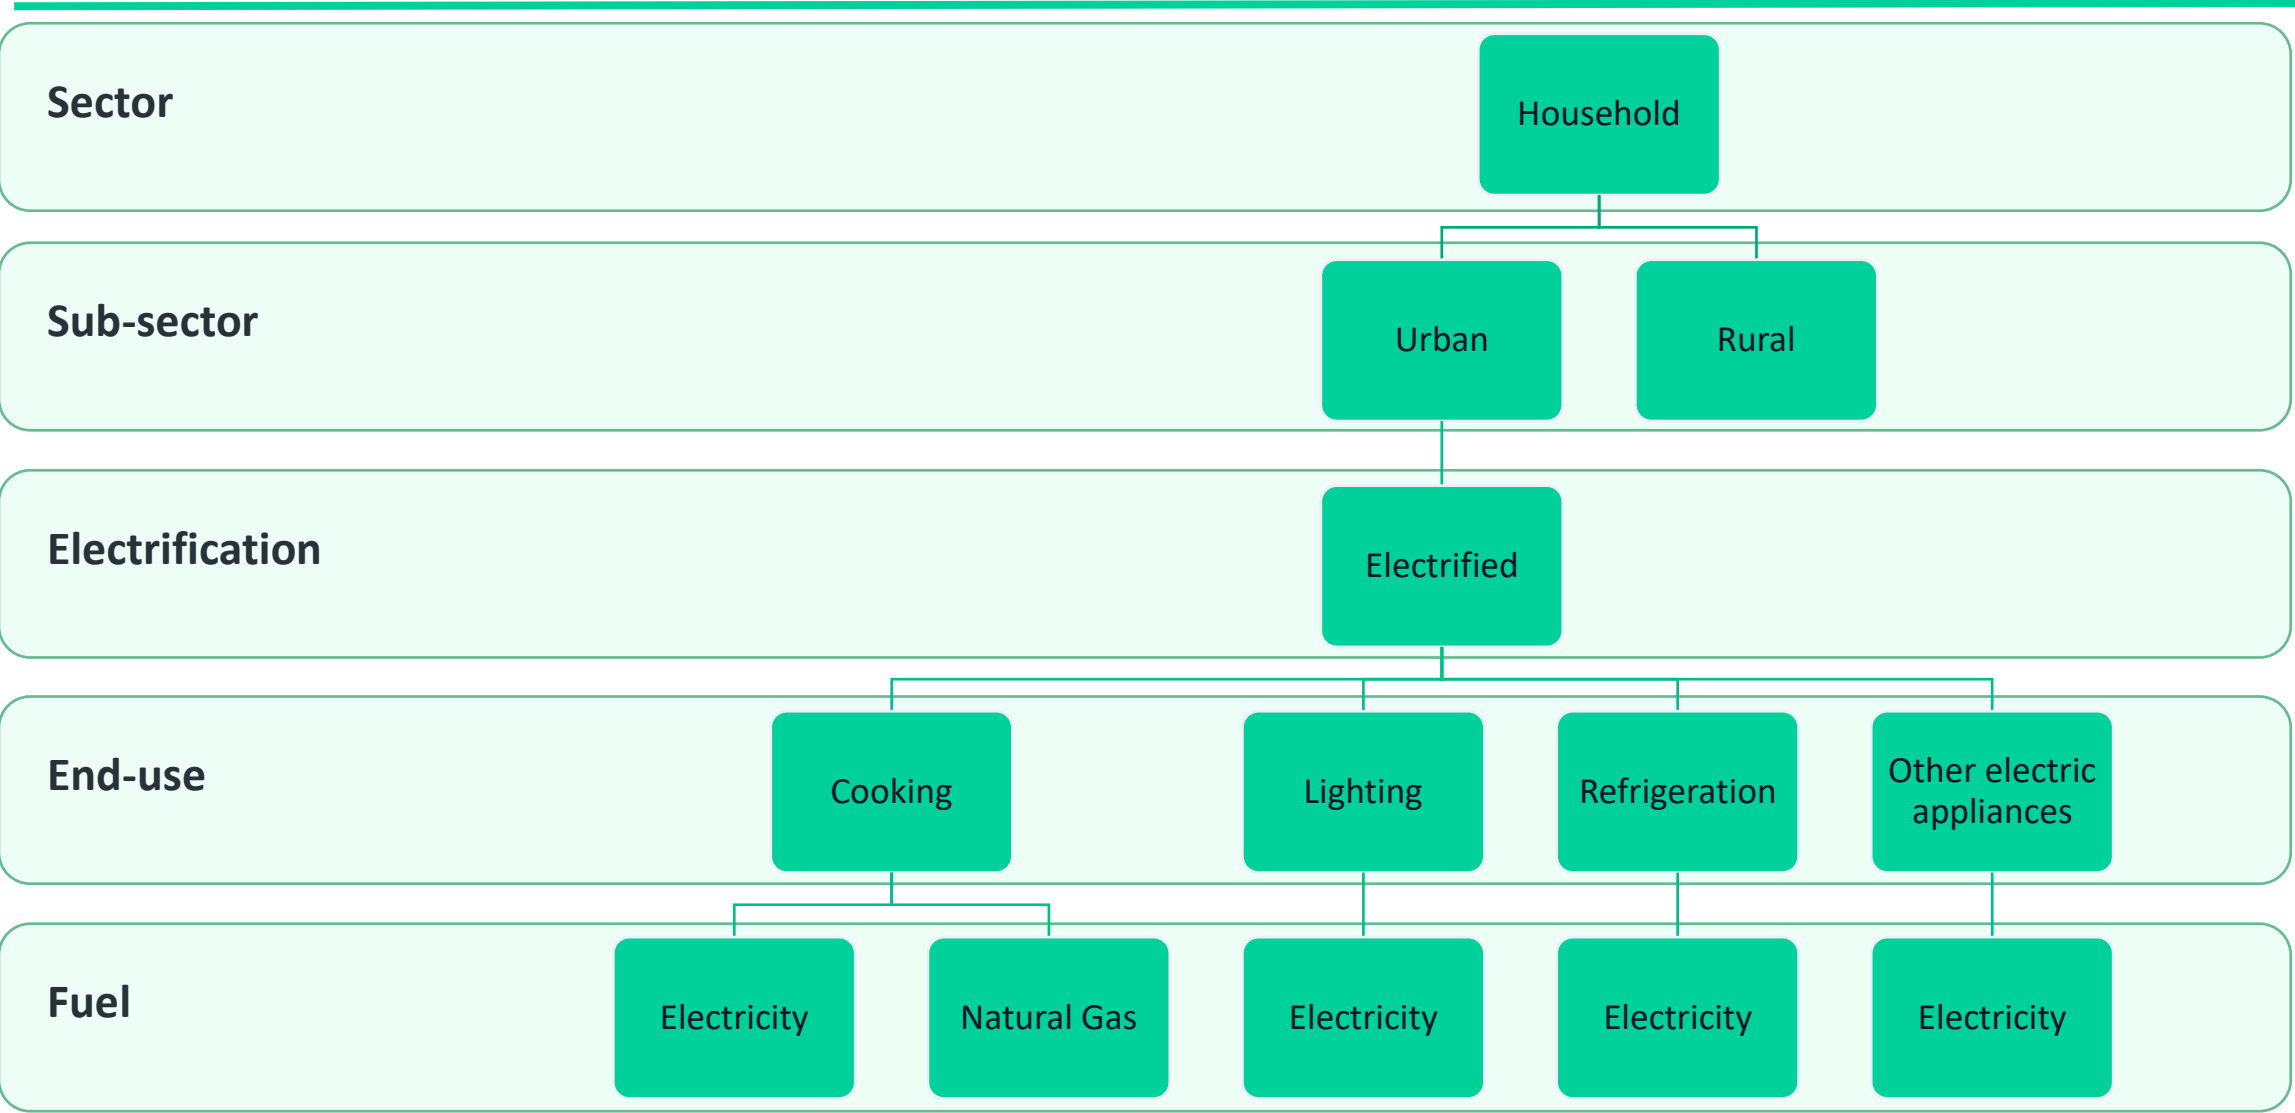 Sector
Household
Sub-sector
Urban
Rural
Electrification
Electrified
End-use
Cooking
Lighting
Refrigeration
Other electric
appliances
Fuel
Electricity
Natural Gas
Electricity
Electricity
Electricity